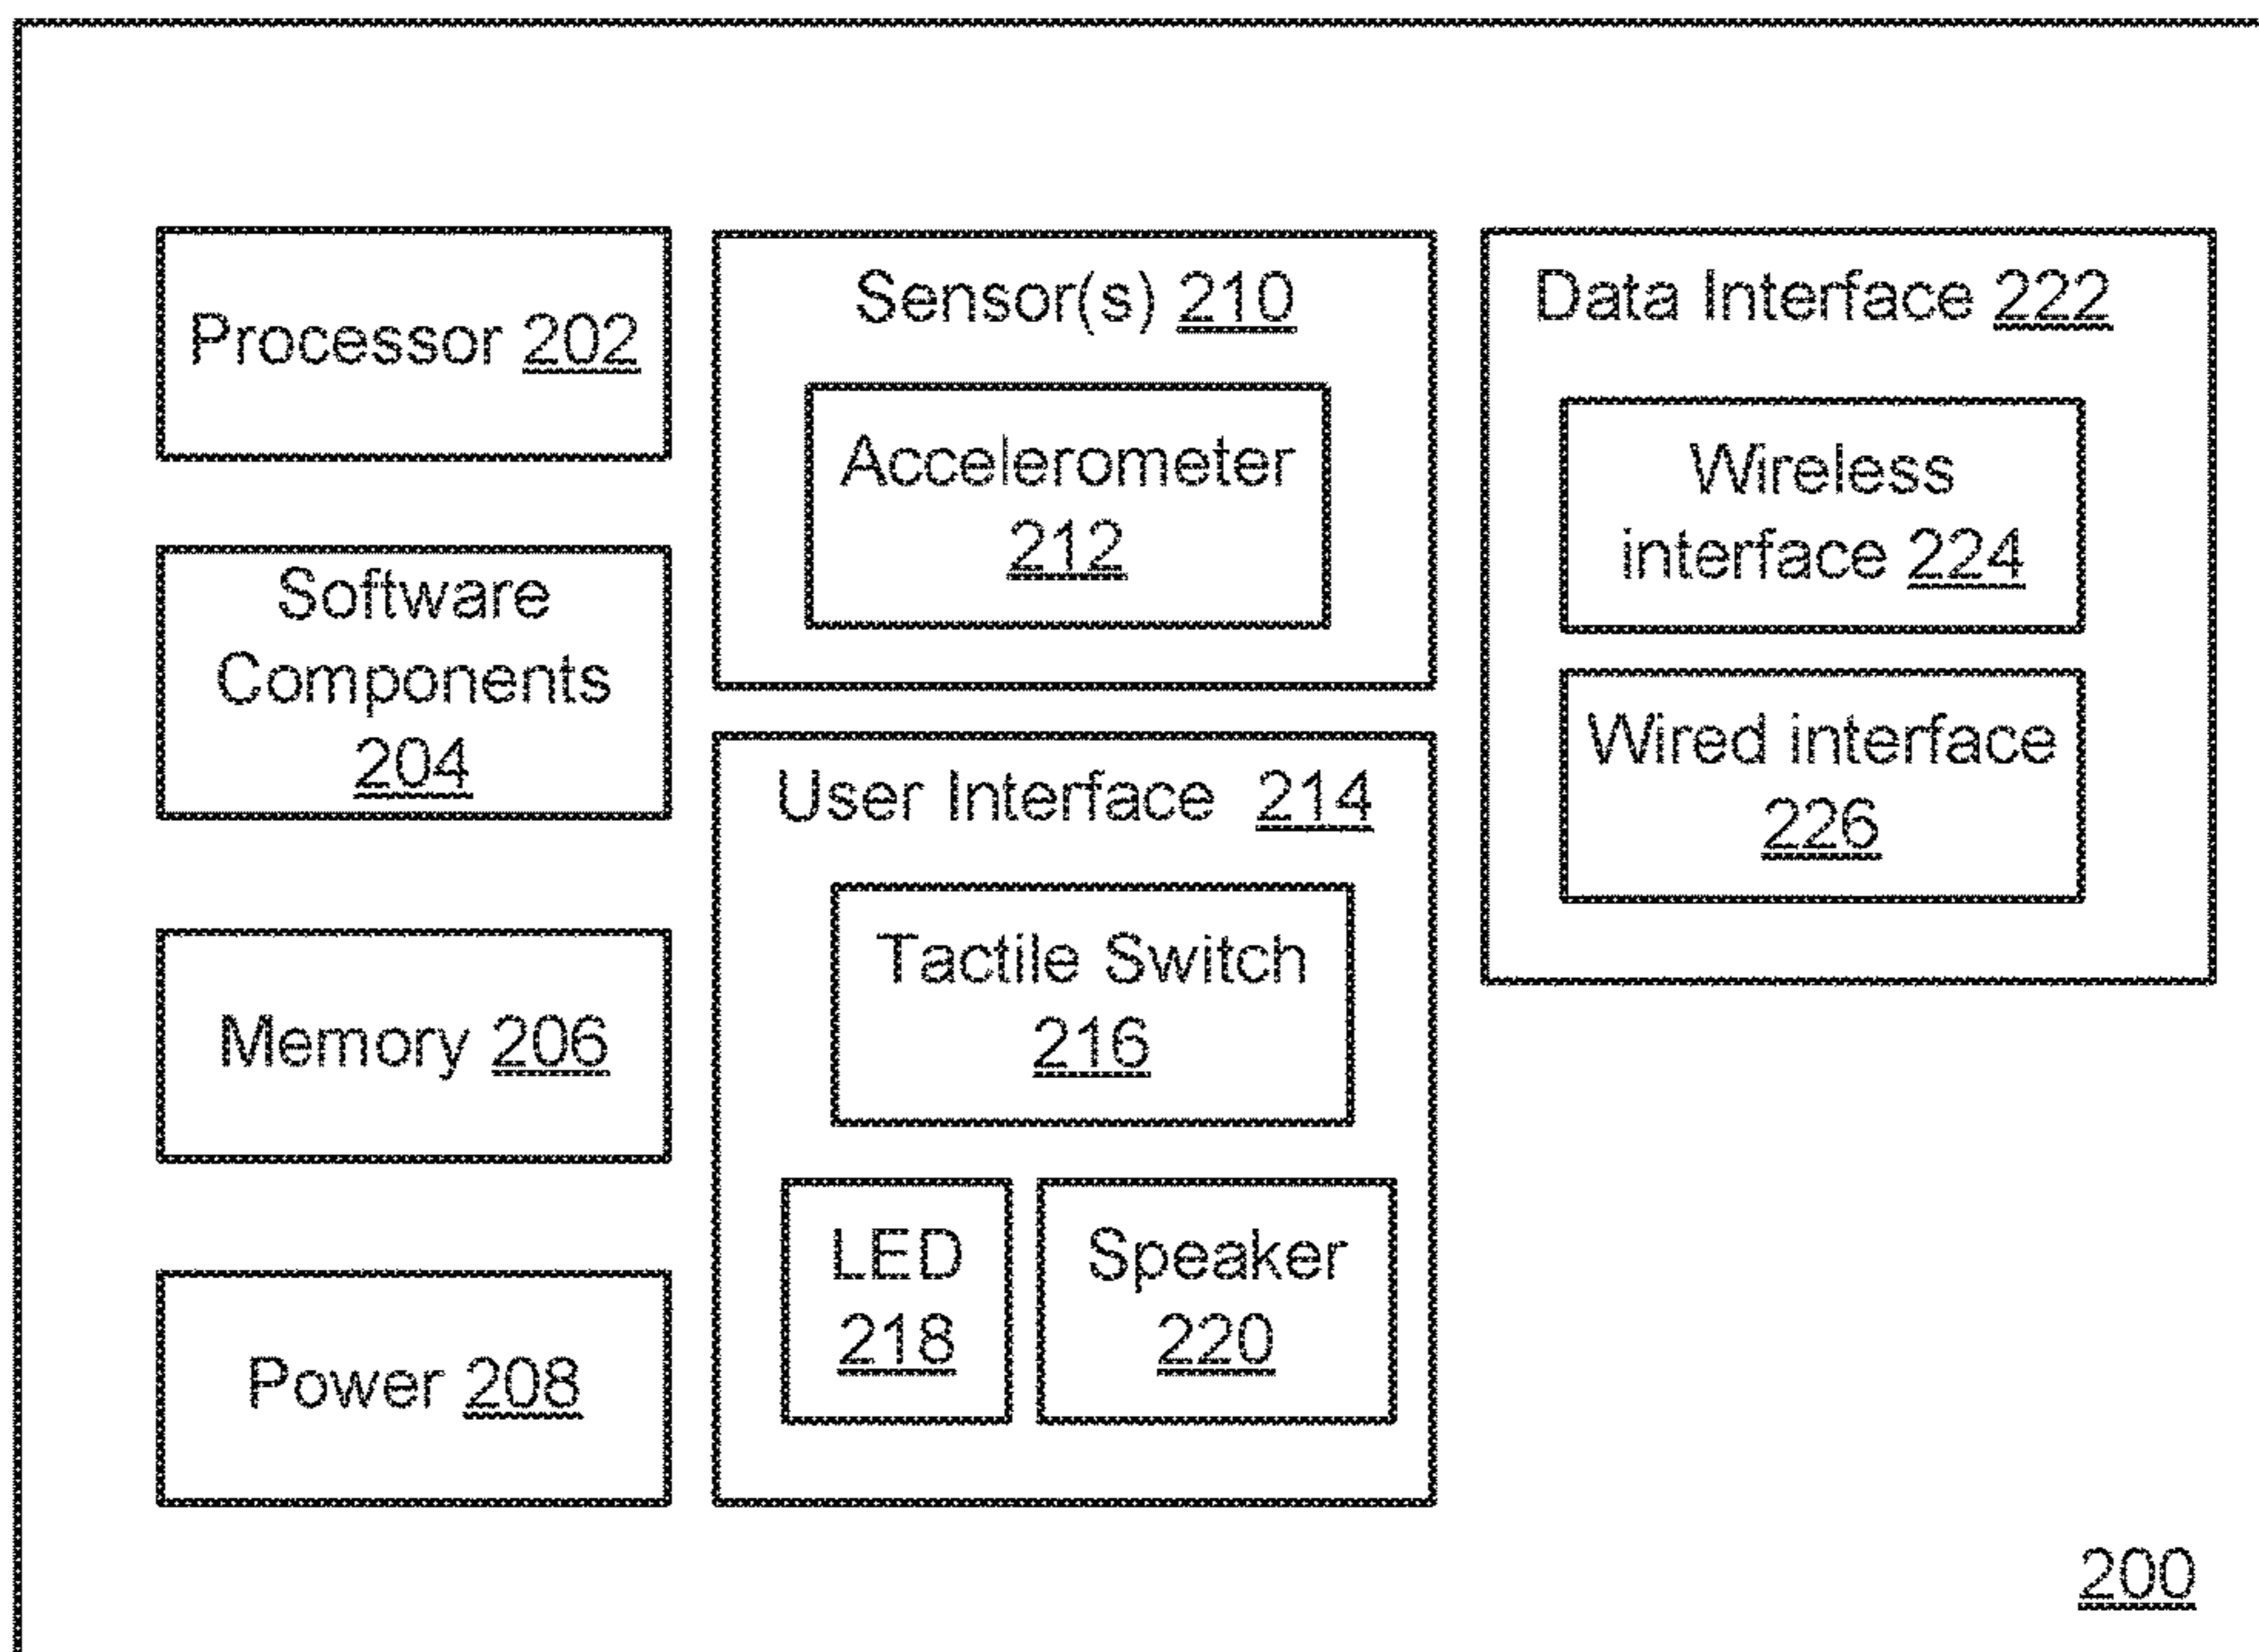 Processor 202
Software
Components
204
Memory 206
Power 208
Sensor(s) 210
Accelerometer
212
User Interface 214
Tactile Switch
216
LED
218
Speaker
220
Data Interface 222
Wireless
interface 224
Wired interface
226
200